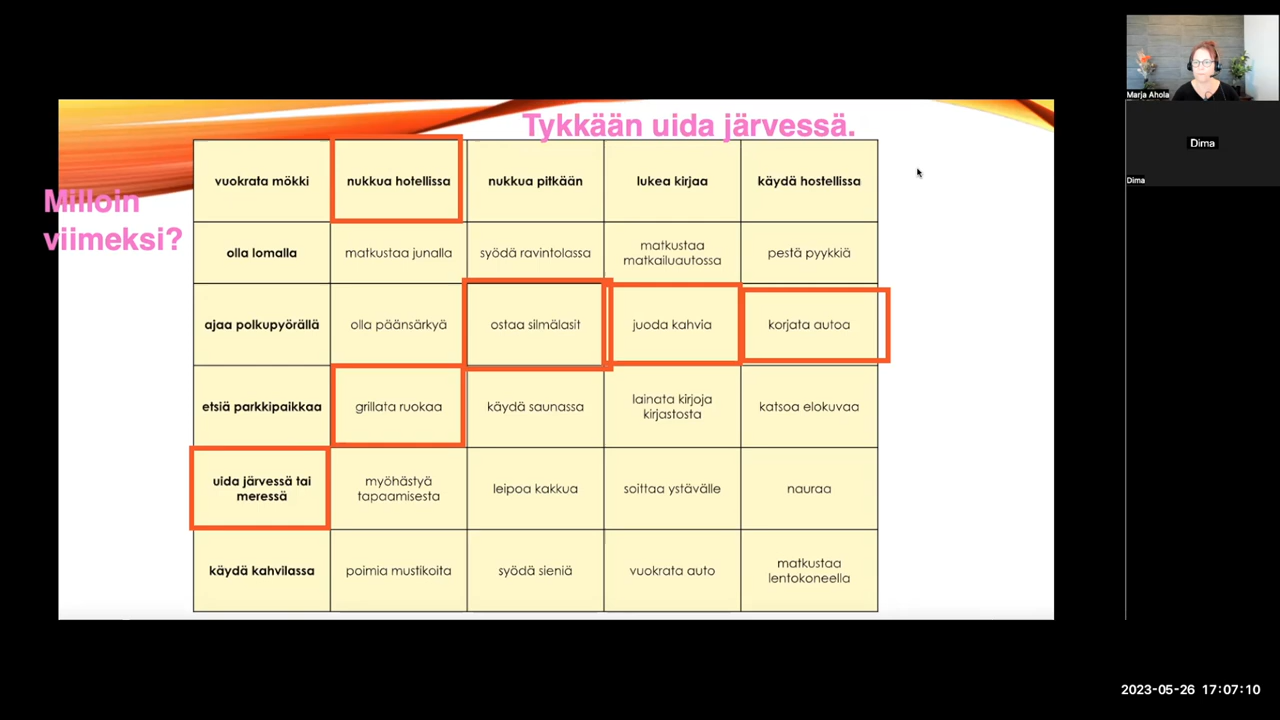 Tykkään uida järvessä.
Milloin
viimeksi?
vuokrata mökki
nukkua hotellissa
nukkua pitkään
lukea kirjaa
käydä hostellissa
olla lomalla
matkustaa junalla
syödä ravintolassa
matkustaa
matkailuautossa
pestä pyykkiä
ajaa polkupyörällä
olla päänsärkyä
ostaa silmälasit
juoda kahvia
korjata autoa
etsiä parkkipaikkaa
grillata ruokaa
käydä saunassa
lainata kirjoja
kirjastosta
katsoa elokuvaa
uida järvessä tai
meressä
myöhästyä
tapaamisesta
leipoa kakkua
soittaa ystävälle
nauraa
käydä kahvilassa
poimia mustikoita
syödä sieniä
vuokrata auto
matkustaa
lentokoneella
Marja Ahola
Dima
Dima
2023-05-26 17:07:10